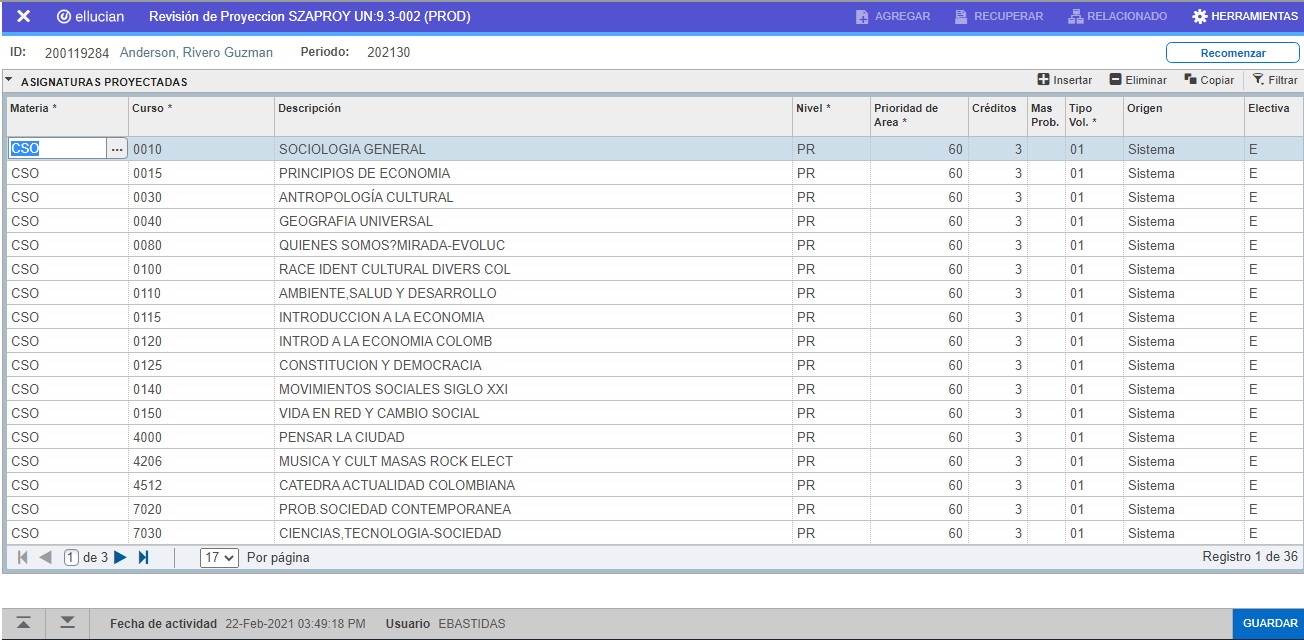 ellucian Revisión de Proyeccion SZAPROY UN:9.3-002 (PROD) AGREGAR RECUPERAR RELACIONADO HERRAMIENTAS
ID: 200119284 Anderson, Rivero Guzman Periodo: 202130 Recomenzar
ASIGNATURAS PROYECTADAS Insertar Eliminar Copiar Filtrar
Materia * Curso * Descripción Nivel * Prioridad de Area * Créditos Mas Prob. Tipo Vol. * Origen Electiva
CSO ... 0010 SOCIOLOGIA GENERAL PR 60 3 01 Sistema E
CSO 0015 PRINCIPIOS DE ECONOMIA PR 60 3 01 Sistema E
CSO 0030 ANTROPOLOGÍA CULTURAL PR 60 3 01 Sistema E
CSO 0040 GEOGRAFIA UNIVERSAL PR 60 3 01 Sistema E
CSO 0080 QUIENES SOMOS?MIRADA-EVOLUC PR 60 3 01 Sistema E
CSO 0100 RACE IDENT CULTURAL DIVERS COL PR 60 3 01 Sistema E
CSO 0110 AMBIENTE,SALUD Y DESARROLLO PR 60 3 01 Sistema E
CSO 0115 INTRODUCCION A LA ECONOMIA PR 60 3 01 Sistema E
CSO 0120 INTROD A LA ECONOMIA COLOMB PR 60 3 01 Sistema E
CSO 0125 CONSTITUCION Y DEMOCRACIA PR 60 3 01 Sistema E
CSO 0140 MOVIMIENTOS SOCIALES SIGLO XXI PR 60 3 01 Sistema E
CSO 0150 VIDA EN RED Y CAMBIO SOCIAL PR 60 3 01 Sistema E
CSO 4000 PENSAR LA CIUDAD PR 60 3 01 Sistema E
CSO 4206 MUSICA Y CULT MASAS ROCK ELECT PR 60 3 01 Sistema E
CSO 4512 CATEDRA ACTUALIDAD COLOMBIANA PR 60 3 01 Sistema E
CSO 7020 PROB.SOCIEDAD CONTEMPORANEA PR 60 3 01 Sistema E
CSO 7030 CIENCIAS,TECNOLOGIA-SOCIEDAD PR 60 3 01 Sistema E
1 de 3 17 Por página Registro 1 de 36
Fecha de actividad 22-Feb-2021 03:49:18 PM Usuario EBASTIDAS GUARDAR